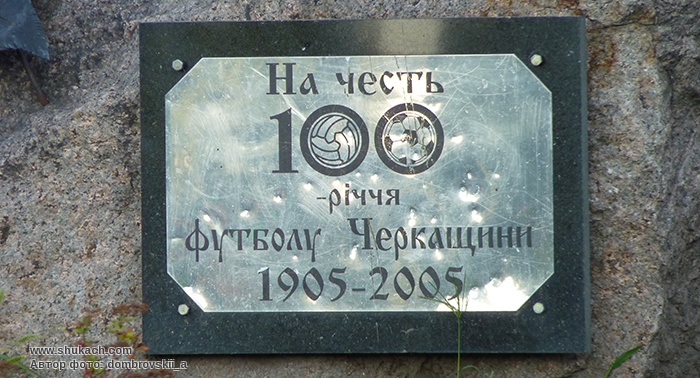 На честь
100
-річчя
футболу Черкащини
1905-2005
www.shukach.com
Автор фото: dombrovskii_a